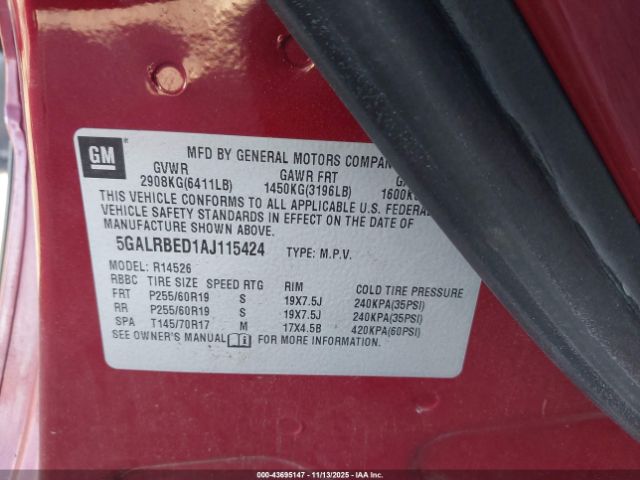 GM
MFD BY GENERAL MOTORS COMPAN
GVWR GAWR FRT
2908KG(6411LB) 1450KG(3196LB) 1600K
THIS VEHICLE CONFORMS TO ALL APPLICABLE U.S. FEDERA
VEHICLE SAFETY STANDARDS IN EFFECT ON THE DATE OF
MANUFACTURE SHOWN ABOVE.
5GALRBED1AJ115424 TYPE: M.P.V.
MODEL: R14526
RBBC TIRE SIZE SPEED RTG RIM COLD TIRE PRESSURE
FRT P255/60R19 S 19X7.5J 240KPA(35PSI)
RR P255/60R19 S 19X7.5J 240KPA(35PSI)
SPA T145/70R17 M 17X4.5B 420KPA(60PSI)
SEE OWNER'S MANUAL FOR MORE INFORMATION.
000-43695147 - 11/13/2025 - IAAI.COM